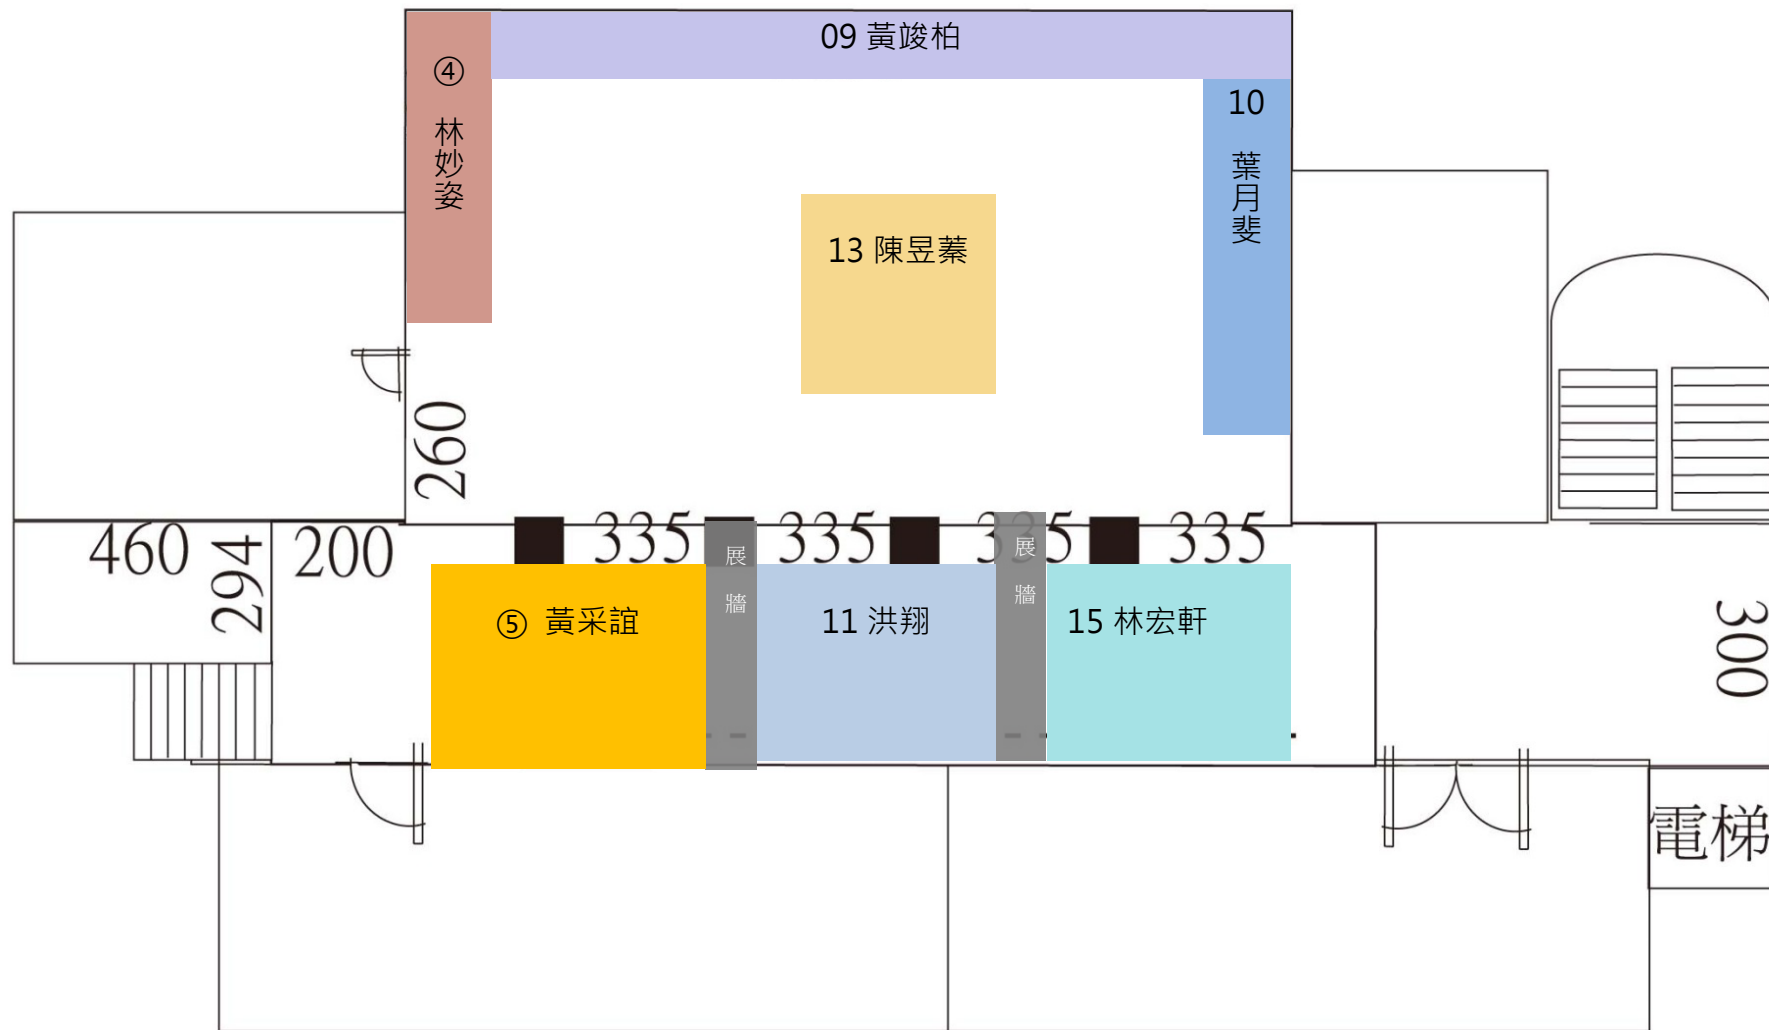 09 黃竣柏
④ 林妙姿
10 葉月斐
13 陳昱蓁
260
335
335
335
335
460
294
200
展牆
展牆
⑤ 黃采誼
11 洪翔
15 林宏軒
300
電梯